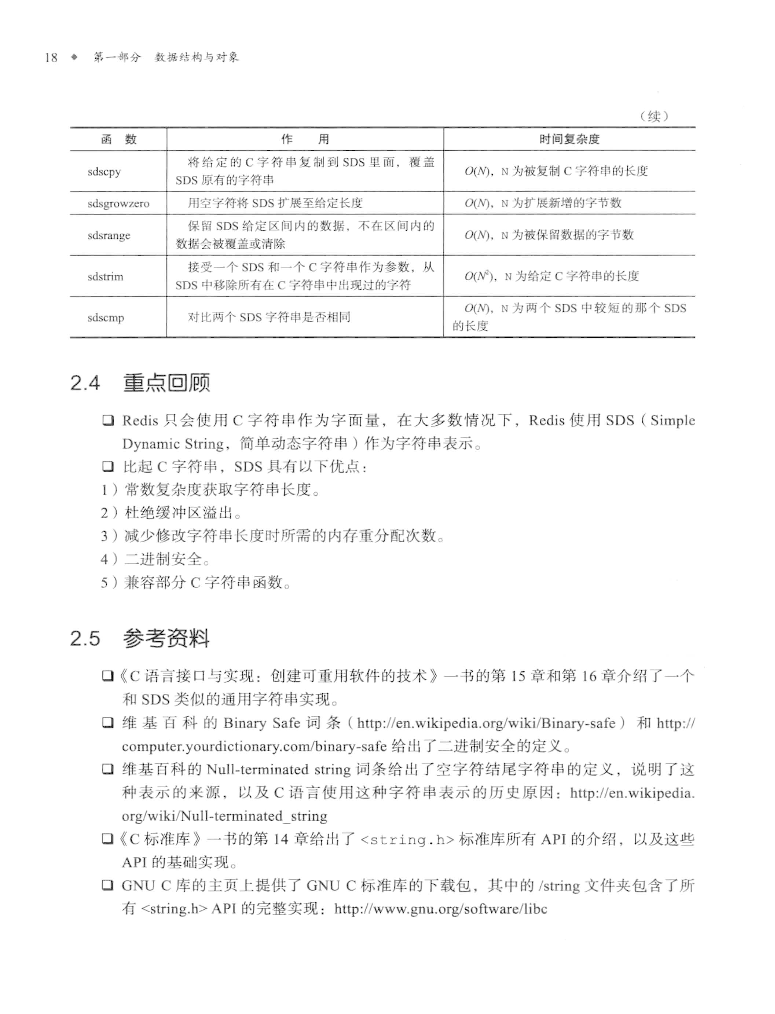 18 ◆ 第一部分 数据结构与对象
（续）
函 数 作 用 时间复杂度
sdscpy 将给定的 C 字符串复制到 SDS 里面，覆盖 O(N)，N 为被复制 C 字符串的长度
SDS 原有的字符串
sdsgrowzero 用空字符将 SDS 扩展至给定长度 O(N)，N 为扩展新增的字节数
sdsrange 保留 SDS 给定区间内的数据，不在区间内的 O(N)，N 为被保留数据的字节数
数据会被覆盖或清除
sdstrim 接受一个 SDS 和一个 C 字符串作为参数，从 O(N²)，N 为给定 C 字符串的长度
SDS 中移除所有在 C 字符串中出现过的字符
sdscmp 对比两个 SDS 字符串是否相同 O(N)，N 为两个 SDS 中较短的那个 SDS
的长度
2.4 重点回顾
❑ Redis 只会使用 C 字符串作为字面量，在大多数情况下，Redis 使用 SDS（Simple
Dynamic String，简单动态字符串）作为字符串表示。
❑ 比起 C 字符串，SDS 具有以下优点：
1）常数复杂度获取字符串长度。
2）杜绝缓冲区溢出。
3）减少修改字符串长度时所需的内存重分配次数。
4）二进制安全。
5）兼容部分 C 字符串函数。
2.5 参考资料
❑《C 语言接口与实现：创建可重用软件的技术》一书的第 15 章和第 16 章介绍了一个
和 SDS 类似的通用字符串实现。
❑ 维基百科的 Binary Safe 词条（http://en.wikipedia.org/wiki/Binary-safe）和 http://
computer.yourdictionary.com/binary-safe 给出了二进制安全的定义。
❑ 维基百科的 Null-terminated string 词条给出了空字符结尾字符串的定义，说明了这
种表示的来源，以及 C 语言使用这种字符串表示的历史原因：http://en.wikipedia.
org/wiki/Null-terminated_string
❑《C 标准库》一书的第 14 章给出了 <string.h> 标准库所有 API 的介绍，以及这些
API 的基础实现。
❑ GNU C 库的主页上提供了 GNU C 标准库的下载包，其中的 /string 文件夹包含了所
有 <string.h> API 的完整实现：http://www.gnu.org/software/libc